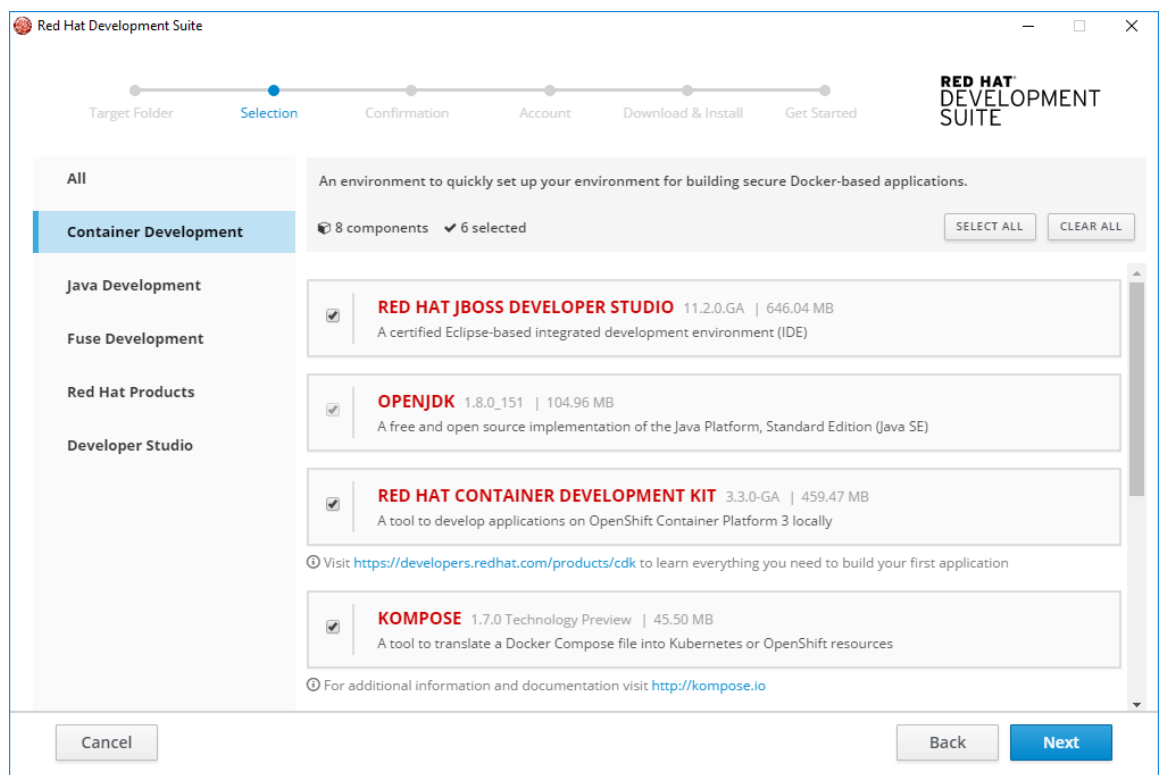 Red Hat Development Suite
Target Folder
Selection
Confirmation
Account
Download & Install
Get Started
RED HAT
DEVELOPMENT
SUITE
All
Container Development
Java Development
Fuse Development
Red Hat Products
Developer Studio
An environment to quickly set up your environment for building secure Docker-based applications.
8 components 6 selected
SELECT ALL
CLEAR ALL
RED HAT JBOSS DEVELOPER STUDIO 11.2.0.GA | 646.04 MB
A certified Eclipse-based integrated development environment (IDE)
OPENJDK 1.8.0_151 | 104.96 MB
A free and open source implementation of the Java Platform, Standard Edition (Java SE)
RED HAT CONTAINER DEVELOPMENT KIT 3.3.0-GA | 459.47 MB
A tool to develop applications on OpenShift Container Platform 3 locally
Visit https://developers.redhat.com/products/cdk to learn everything you need to build your first application
KOMPOSE 1.7.0 Technology Preview | 45.50 MB
A tool to translate a Docker Compose file into Kubernetes or OpenShift resources
For additional information and documentation visit http://kompose.io
Cancel
Back
Next